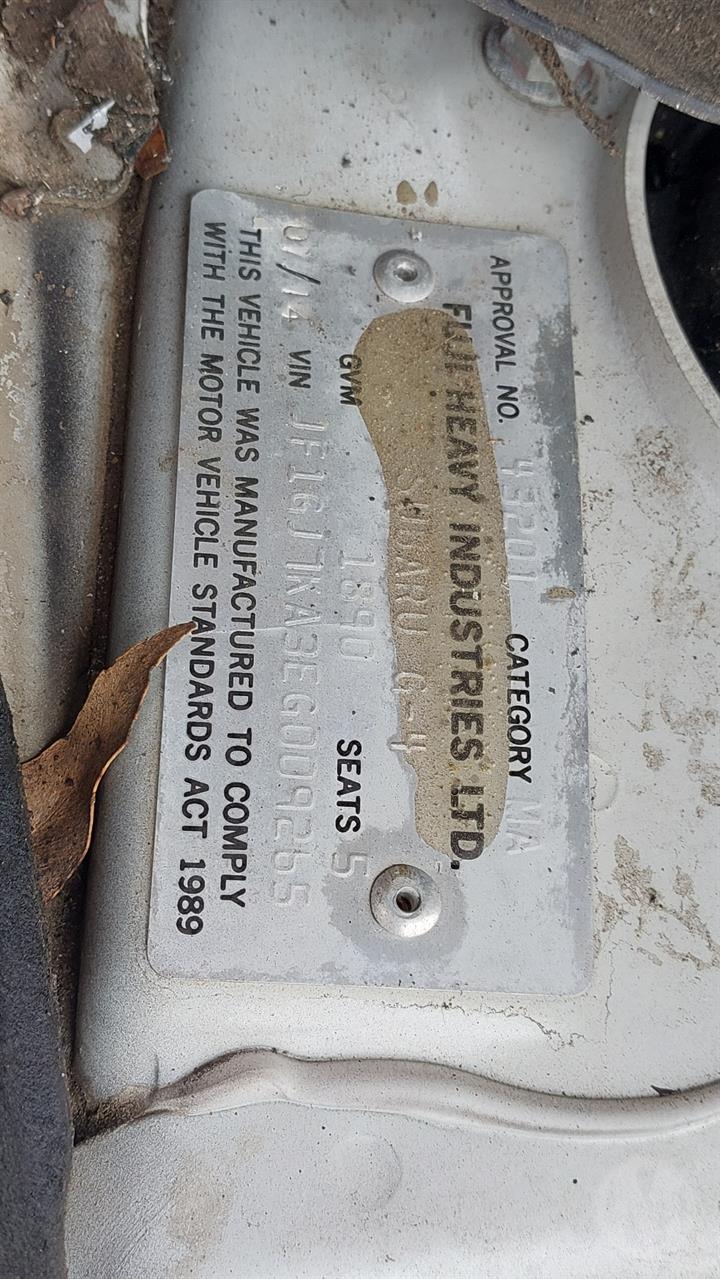 APPROVAL NO. 43201 CATEGORY MA
FUJI HEAVY INDUSTRIES LTD.
SUBARU G-4
GVM 1890 SEATS 5
07/14 VIN JF1GJ7KA3EG009265
THIS VEHICLE WAS MANUFACTURED TO COMPLY
WITH THE MOTOR VEHICLE STANDARDS ACT 1989